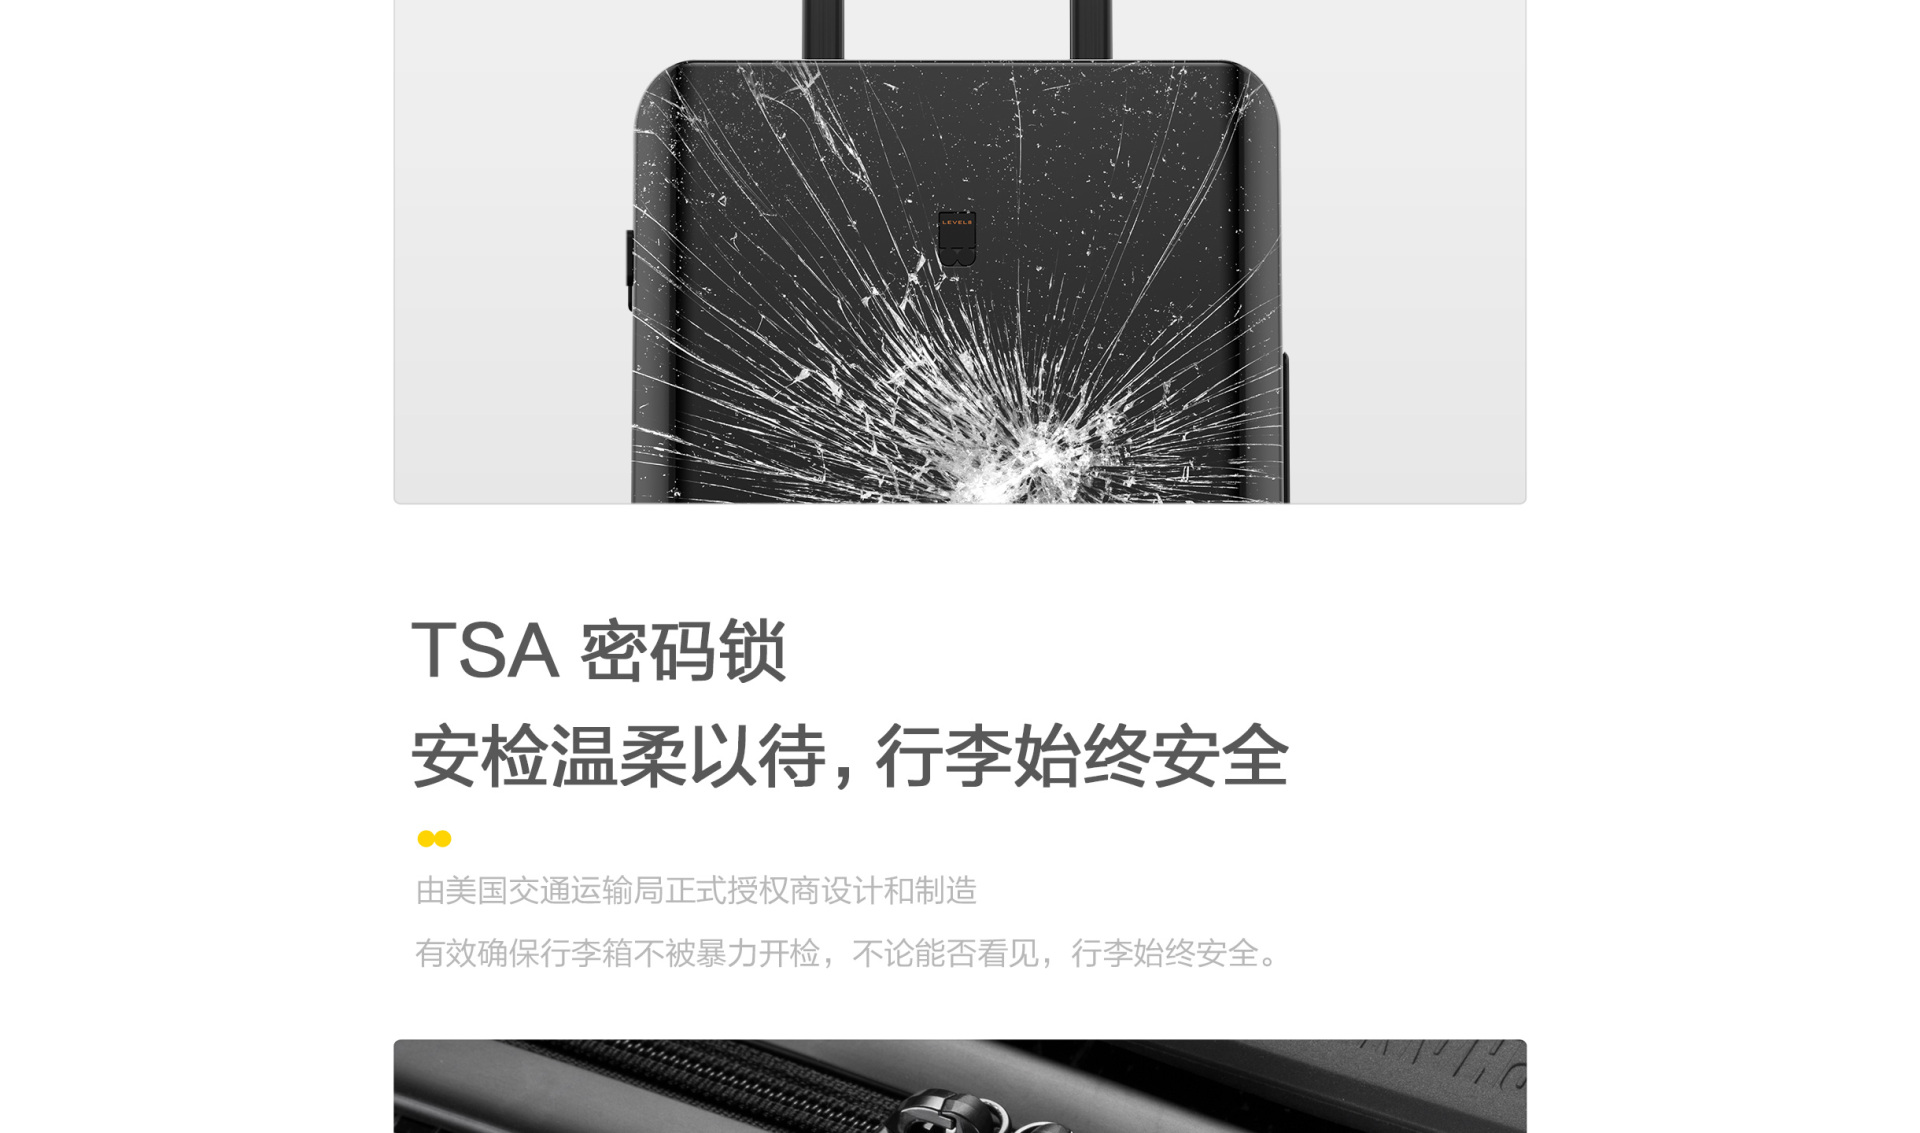 LEVEL8
TSA 密码锁
安检温柔以待，行李始终安全
由美国交通运输局正式授权商设计和制造
有效确保行李箱不被暴力开检，不论能否看见，行李始终安全。